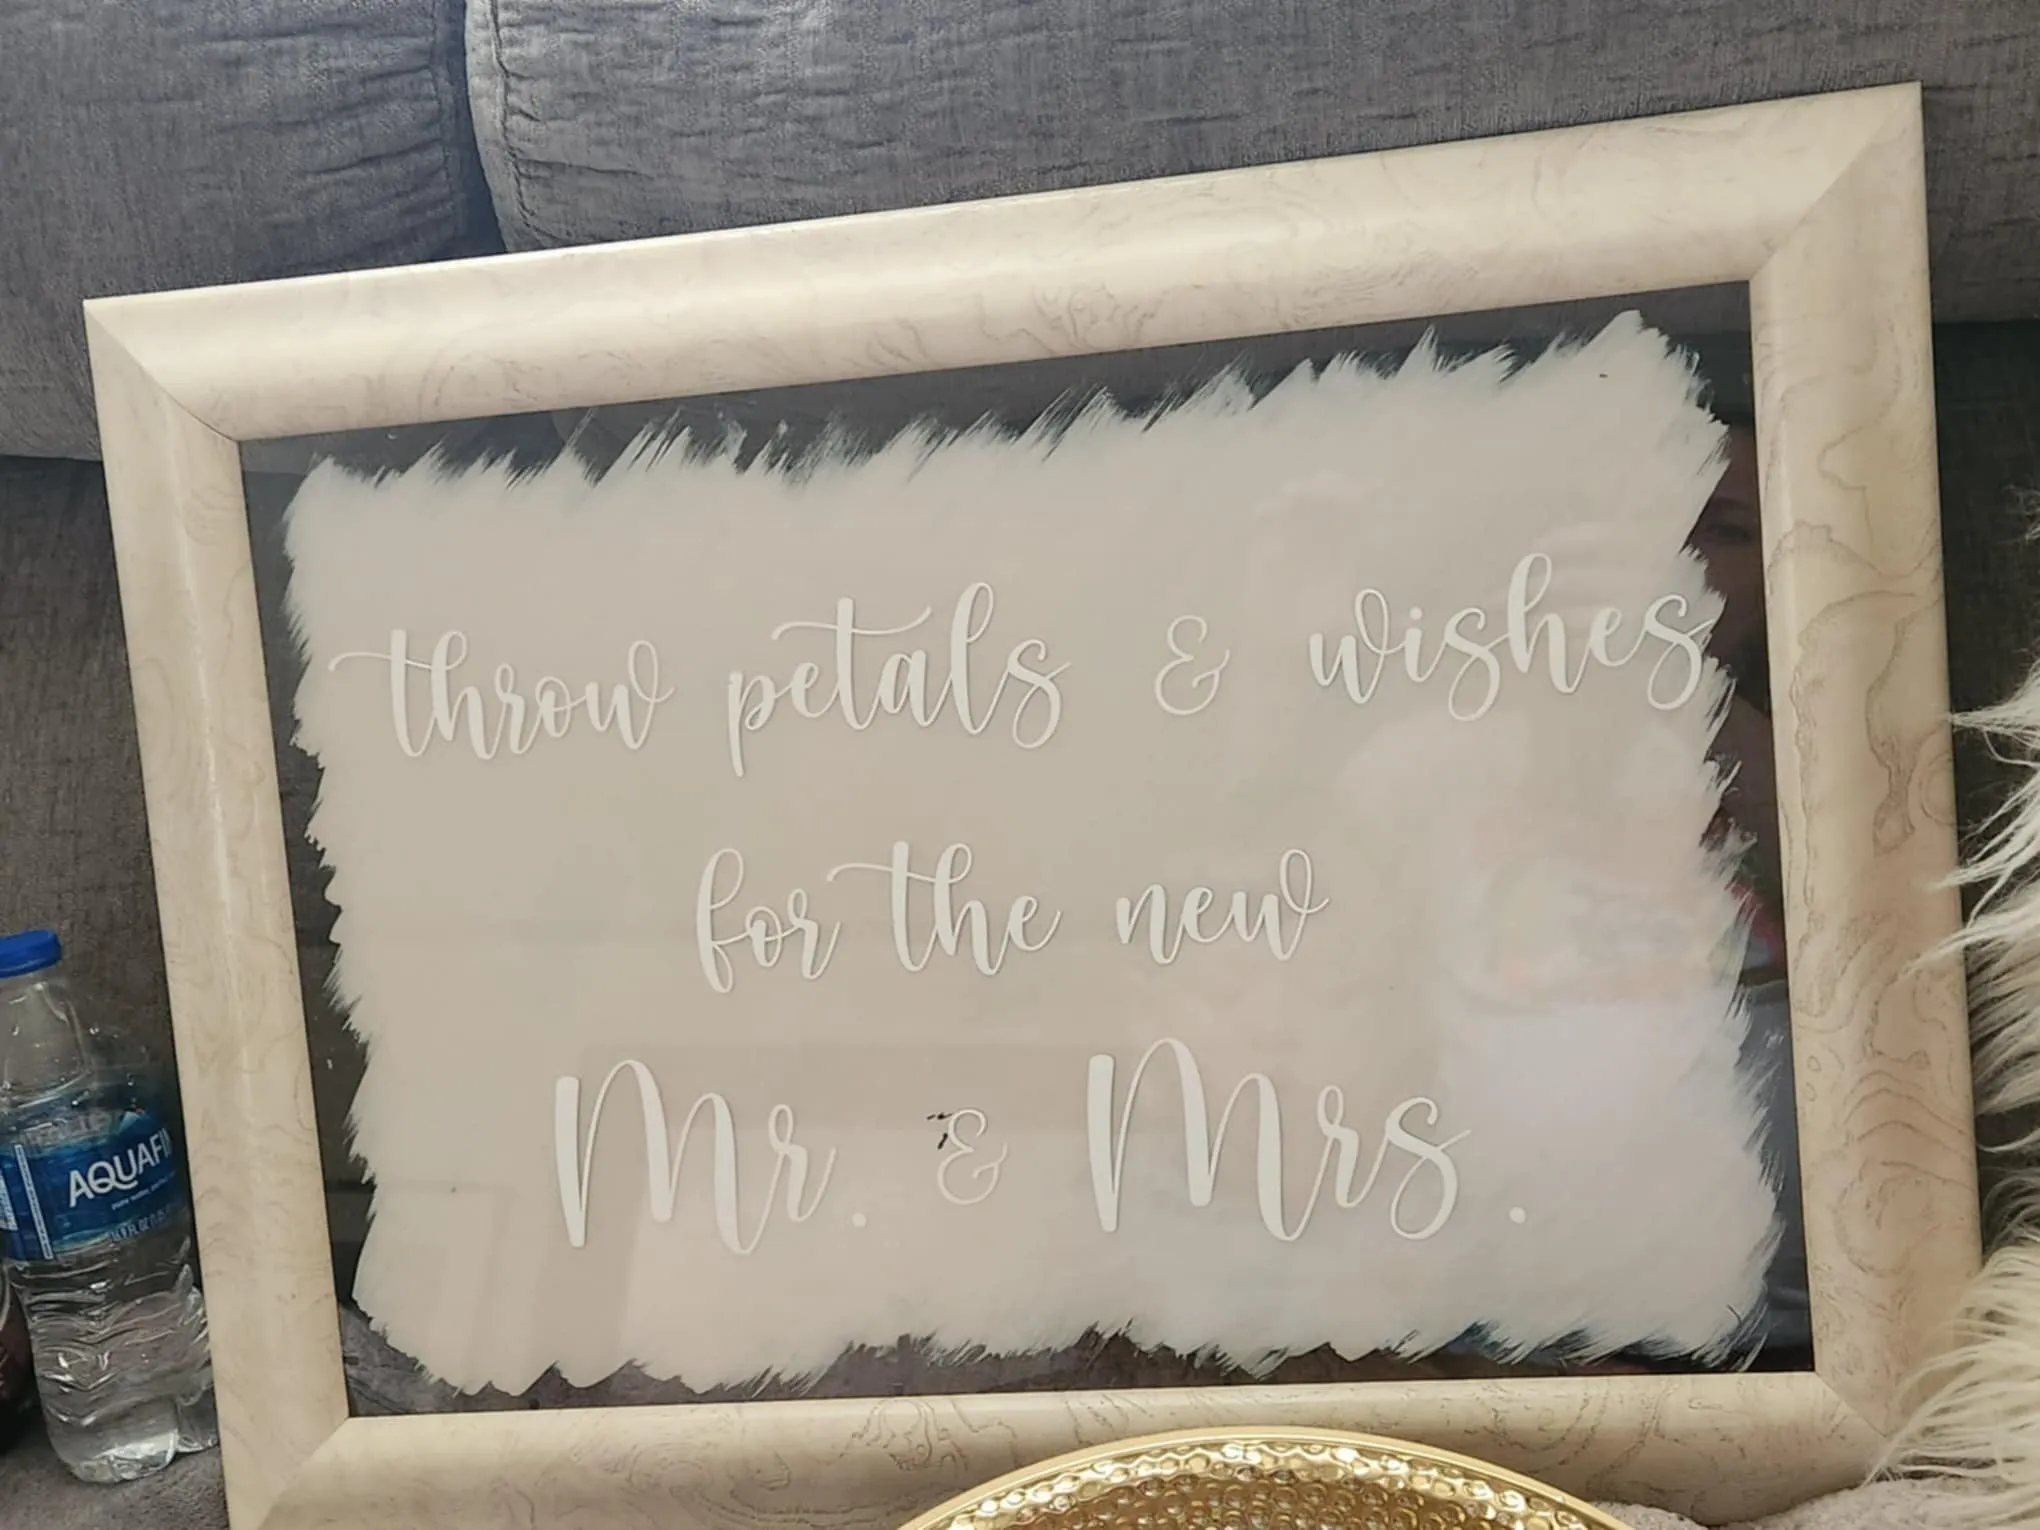 throw petals & wishes
for the new
Mr. & Mrs.
AQUAFI